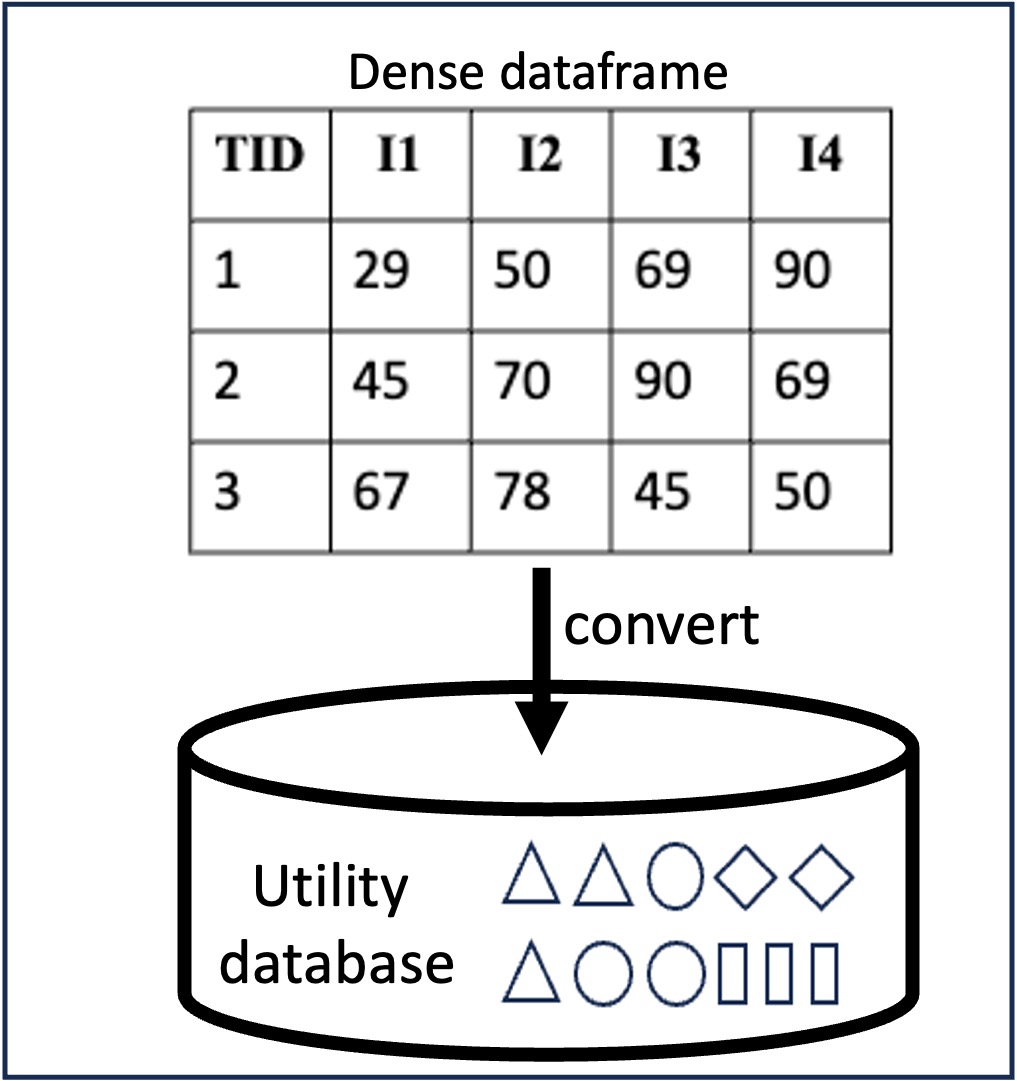 Dense dataframe
TID I1 I2 I3 I4
1 29 50 69 90
2 45 70 90 69
3 67 78 45 50
convert
Utility
database